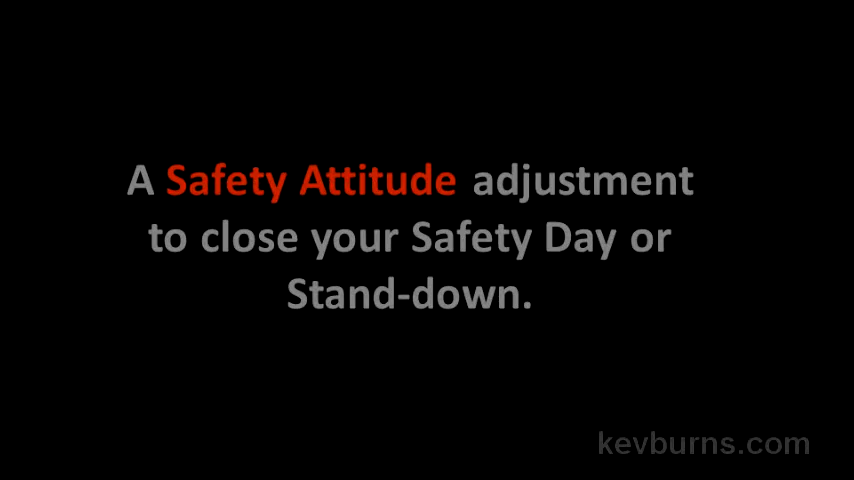 A Safety Attitude adjustment
to close your Safety Day or
Stand-down.
kevburns.com